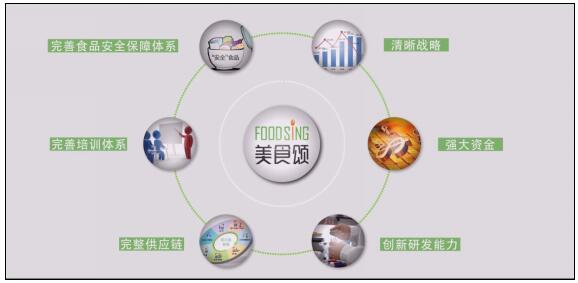 完善食品安全保障体系
"安全"食品
清晰战略
完善培训体系
FOODSING
美食颂
强大资金
完整供应链
创新研发能力